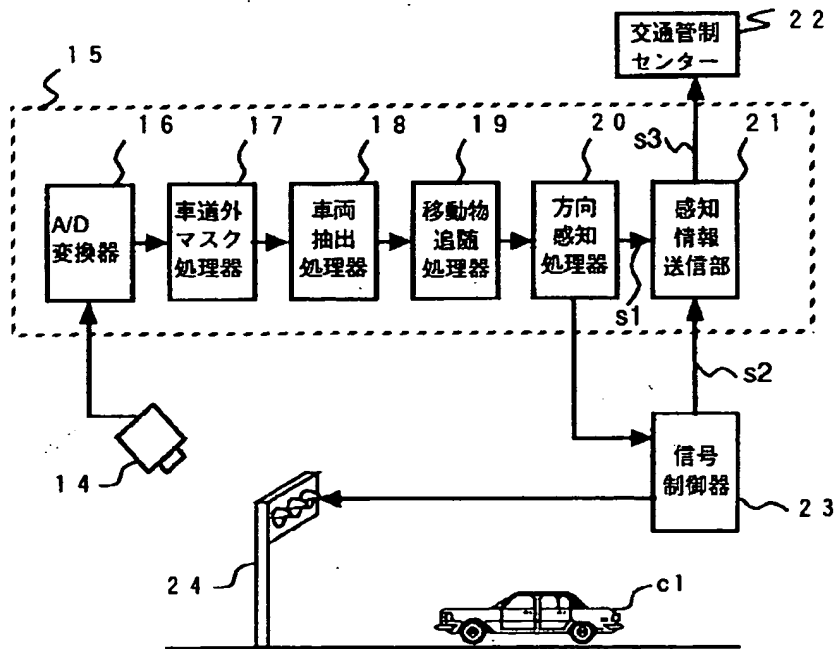 ２２
交通管制
センター
１５
１６
１７
１８
１９
２０
s3
２１
A/D
変換器
車道外
マスク
処理器
車両
抽出
処理器
移動物
追随
処理器
方向
感知
処理器
感知
情報
送信部
s1
s2
１４
信号
制御器
２３
２４
c1